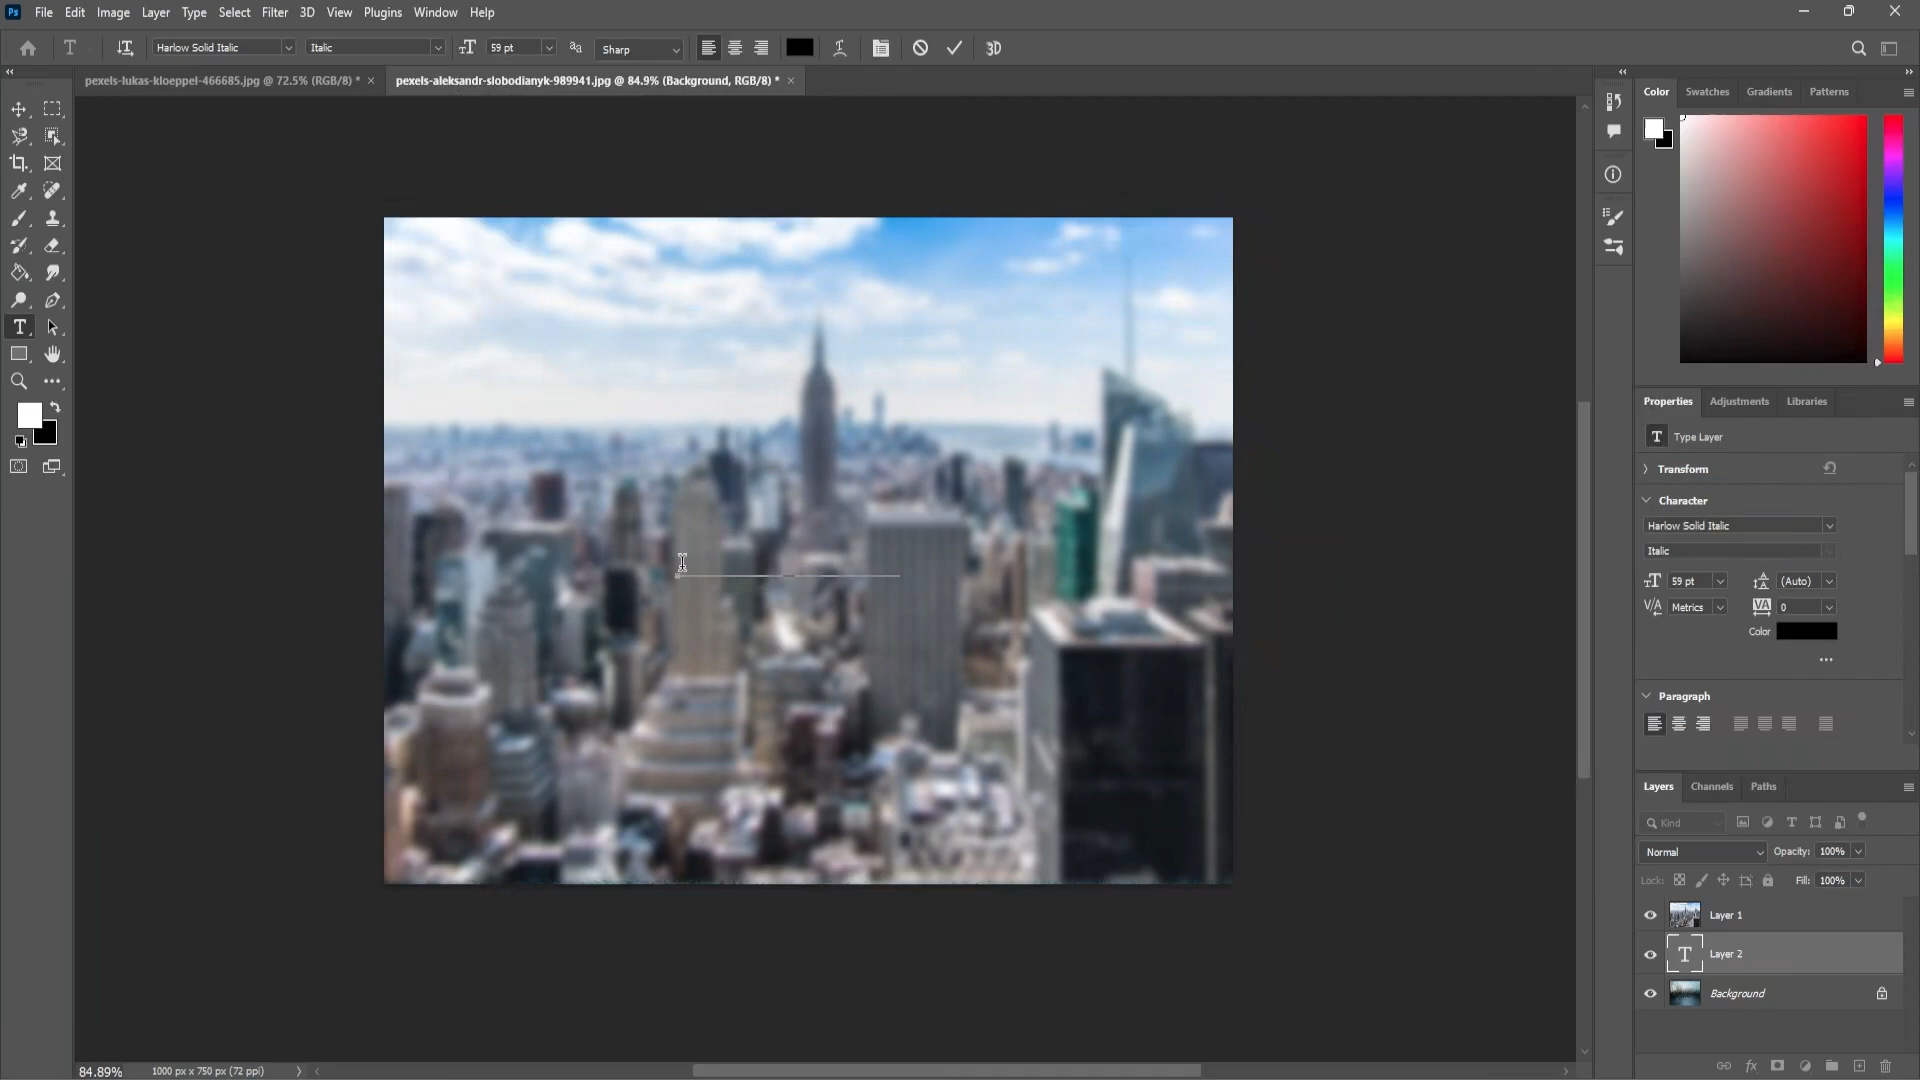 Ps File Edit Image Layer Type Select Filter 3D View Plugins Window Help
T Harlow Solid Italic Italic 59 pt Sharp 3D
pexels-lukas-kloeppel-466685.jpg @ 72.5% (RGB/8) * × pexels-aleksandr-slobodianyk-989941.jpg @ 84.9% (Background, RGB/8) * ×
Color Swatches Gradients Patterns
Properties Adjustments Libraries
T Type Layer
Transform
Character
Harlow Solid Italic
Italic
59 pt (Auto)
Metrics 0
Color
Paragraph
Layers Channels Paths
Kind
Normal Opacity: 100%
Lock: Fill: 100%
Layer 1
T Layer 2
Background
fx
84.89% 1000 px x 750 px (72 ppi)